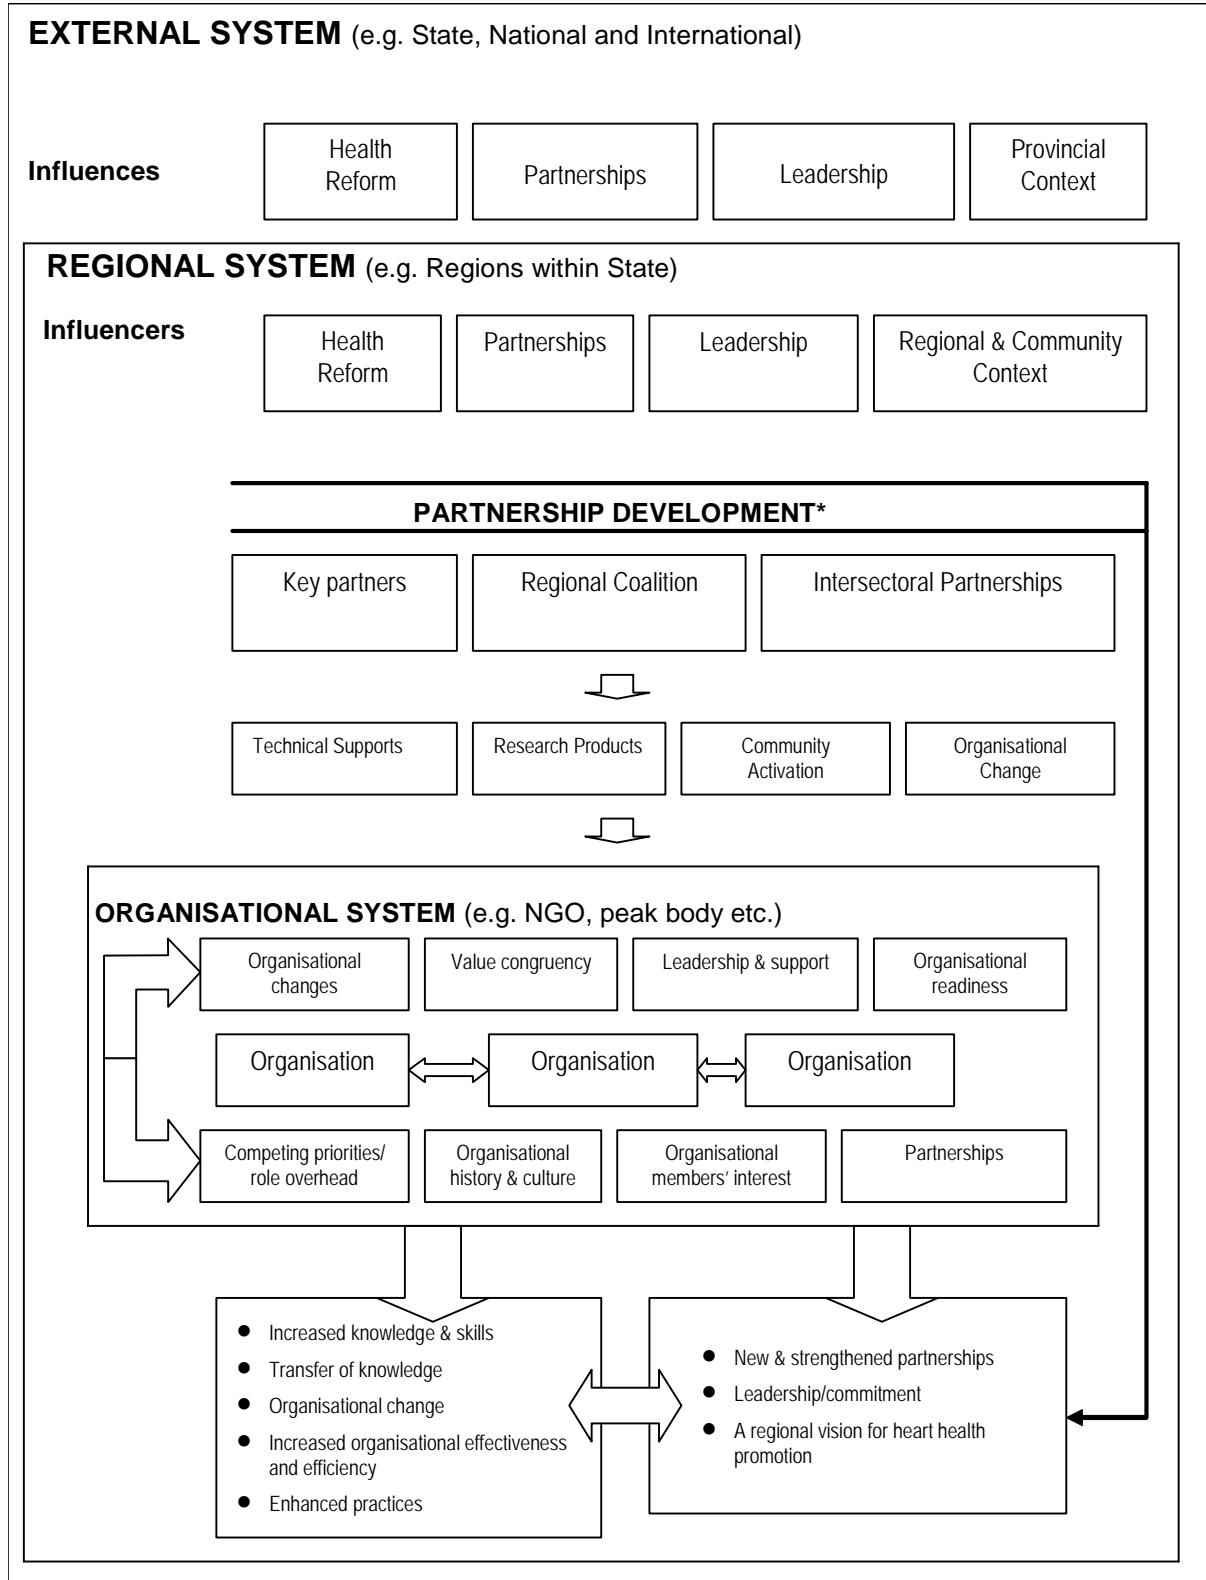 EXTERNAL SYSTEM (e.g. State, National and International)
Influences
Health
Reform
Partnerships
Leadership
Provincial
Context
REGIONAL SYSTEM (e.g. Regions within State)
Influencers
Health
Reform
Partnerships
Leadership
Regional & Community
Context
PARTNERSHIP DEVELOPMENT*
Key partners
Regional Coalition
Intersectoral Partnerships
Technical Supports
Research Products
Community
Activation
Organisational
Change
ORGANISATIONAL SYSTEM (e.g. NGO, peak body etc.)
Organisational
changes
Value congruency
Leadership & support
Organisational
readiness
Organisation
Organisation
Organisation
Competing priorities/
role overhead
Organisational
history & culture
Organisational
members' interest
Partnerships
● Increased knowledge & skills
● Transfer of knowledge
● Organisational change
● Increased organisational effectiveness
and efficiency
● Enhanced practices
● New & strengthened partnerships
● Leadership/commitment
● A regional vision for heart health
promotion